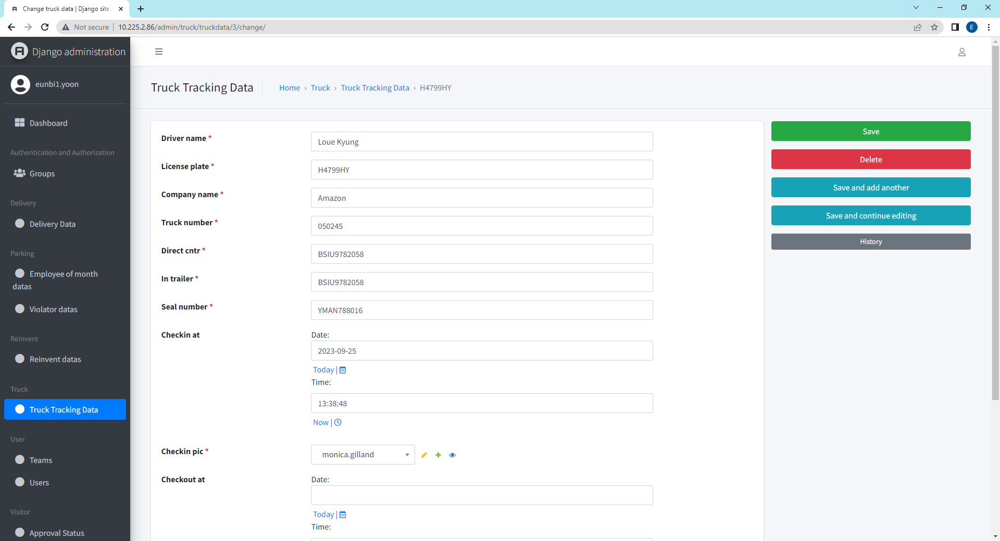 Change truck data | Django site
Not secure
10.225.2.86/admin/truck/truckdata/3/change/
E
Django administration
eunbi1.yoon
Dashboard
Authentication and Authorization
Groups
Delivery
Delivery Data
Parking
Employee of month
datas
Violator datas
Reinvent
Reinvent datas
Truck
Truck Tracking Data
User
Teams
Users
Visitor
Approval Status
Truck Tracking Data
Home › Truck › Truck Tracking Data › H4799HY
Driver name *
Loue Kyung
License plate *
H4799HY
Company name *
Amazon
Truck number *
050245
Direct cntr *
BSIU9782058
In trailer *
BSIU9782058
Seal number *
YMAN788016
Checkin at
Date:
2023-09-25
Today |
Time:
13:38:48
Now |
Checkin pic *
monica.gilland
Checkout at
Date:
Today |
Time:
Save
Delete
Save and add another
Save and continue editing
History